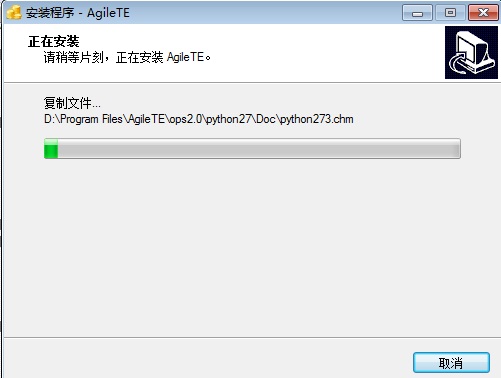 安装程序 - AgileTE
正在安装
请稍等片刻，正在安装 AgileTE。
复制文件...
D:\Program Files\AgileTE\ops2.0\python27\Doc\python273.chm
取消